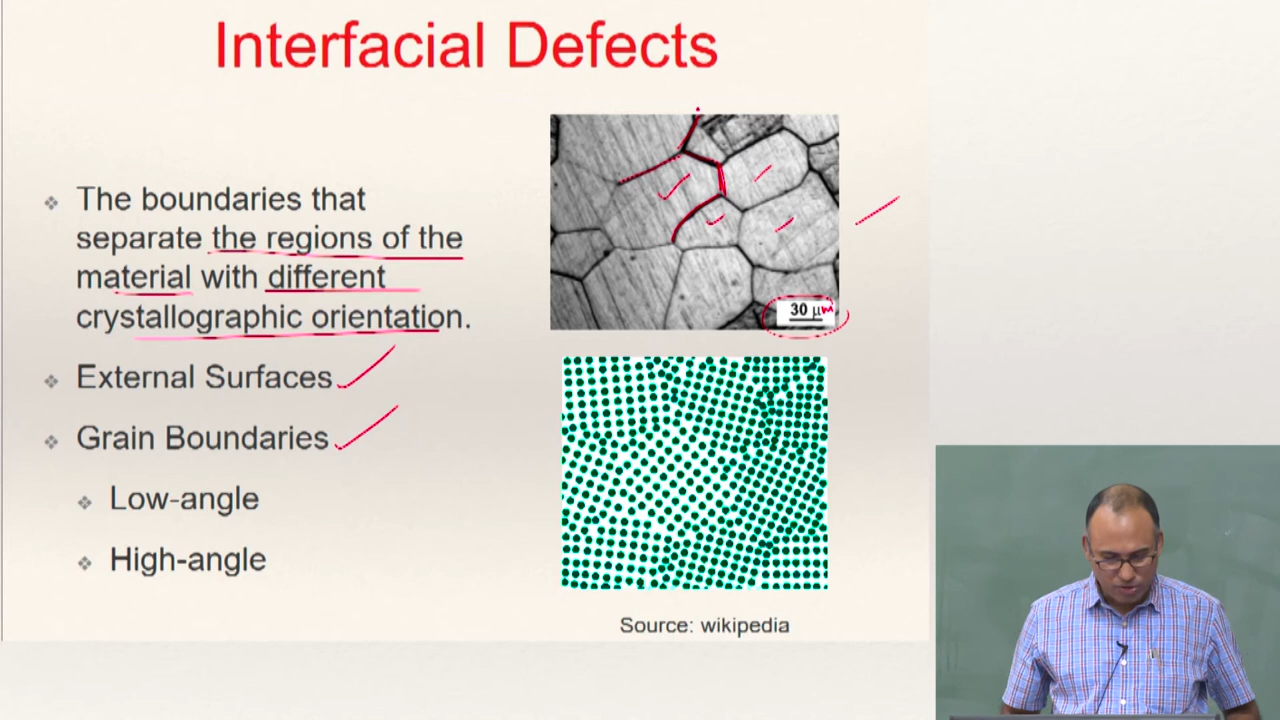 Interfacial Defects
The boundaries that
separate the regions of the
material with different
crystallographic orientation.
External Surfaces
Grain Boundaries
Low-angle
High-angle
30 µm
Source: wikipedia